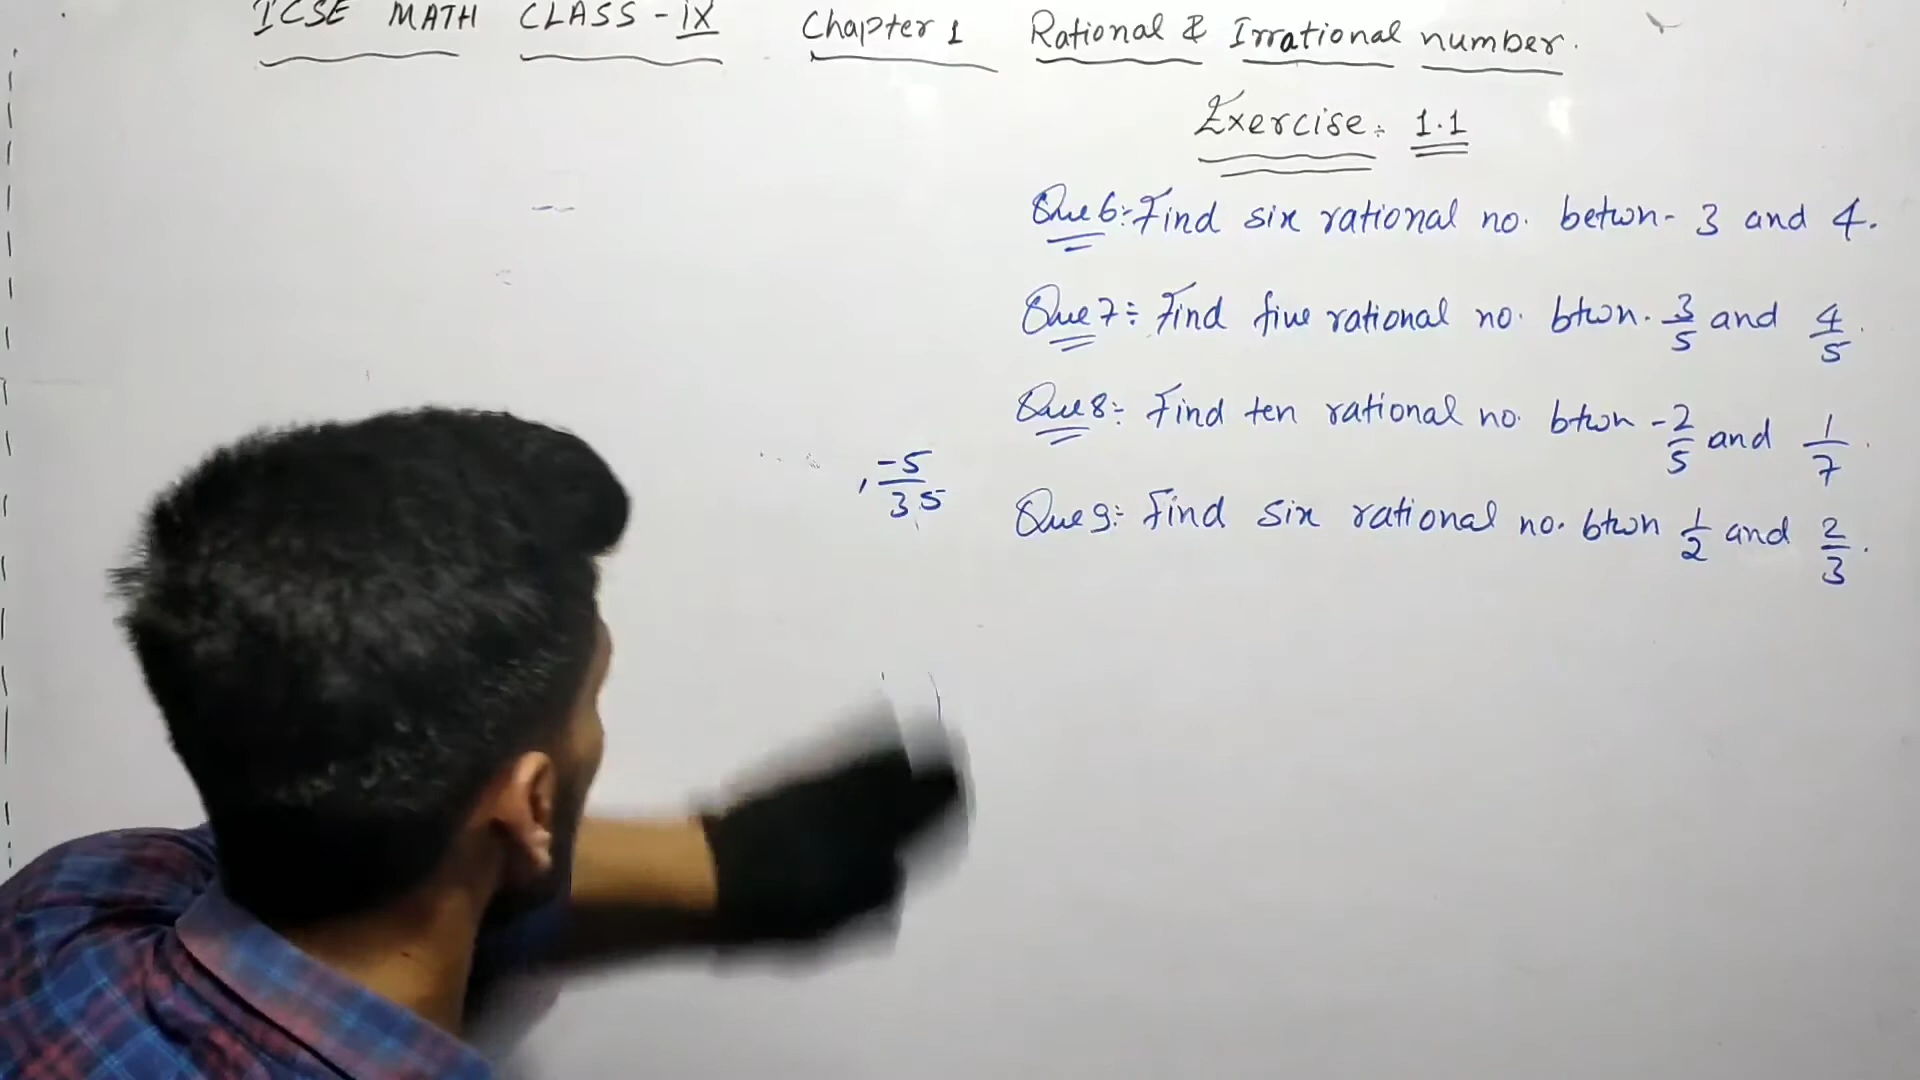 ICSE MATH CLASS - IX Chapter 1 Rational & Irrational number.
Exercise: 1.1
Que 6:- Find six rational no. betwn- 3 and 4.
Que 7:- Find five rational no. btwn. 3/5 and 4/5.
Que 8:- Find ten rational no. btwn -2/5 and 1/7.
, -5/35
Que 9:- Find six rational no. btwn 1/2 and 2/3.